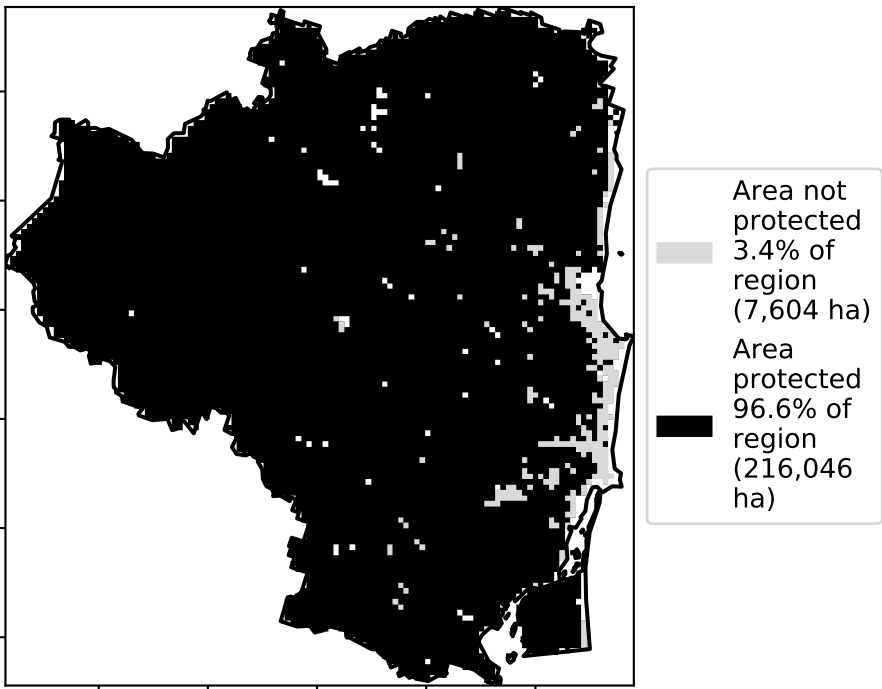 Area not
protected
3.4% of
region
(7,604 ha)
Area
protected
96.6% of
region
(216,046
ha)